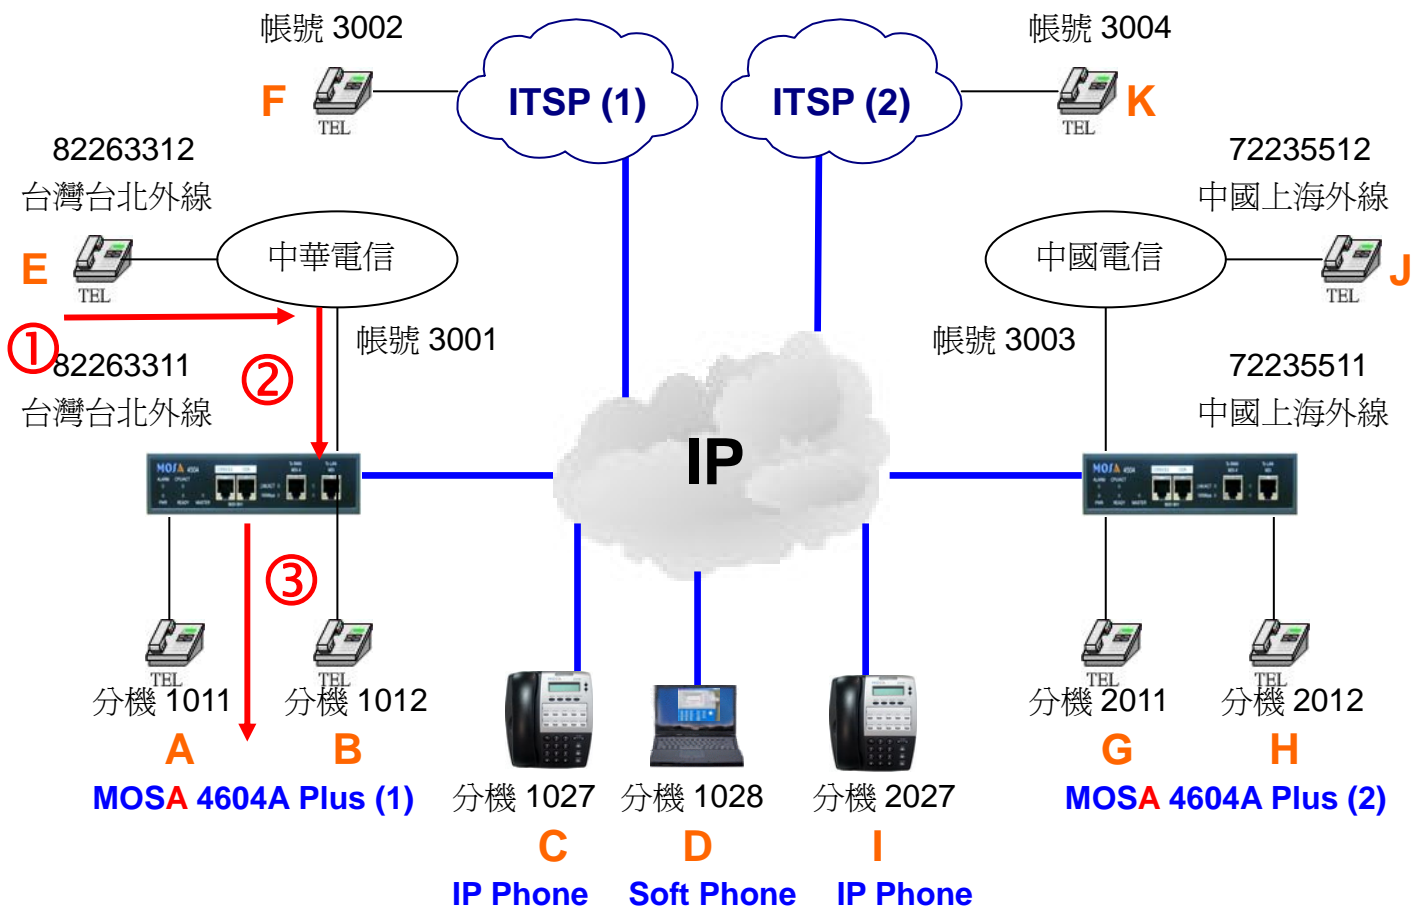 帳號 3002
帳號 3004
F
TEL
ITSP (1)
ITSP (2)
TEL
K
82263312
台灣台北外線
72235512
中國上海外線
E
TEL
中華電信
中國電信
TEL
J
①
82263311
台灣台北外線
②
帳號 3001
帳號 3003
72235511
中國上海外線
IP
MOSA 4504
MOSA 4504
③
TEL
分機 1011
A
TEL
分機 1012
B
MOSA 4604A Plus (1)
分機 1027
C
IP Phone
分機 1028
D
Soft Phone
分機 2027
I
IP Phone
TEL
分機 2011
G
TEL
分機 2012
H
MOSA 4604A Plus (2)